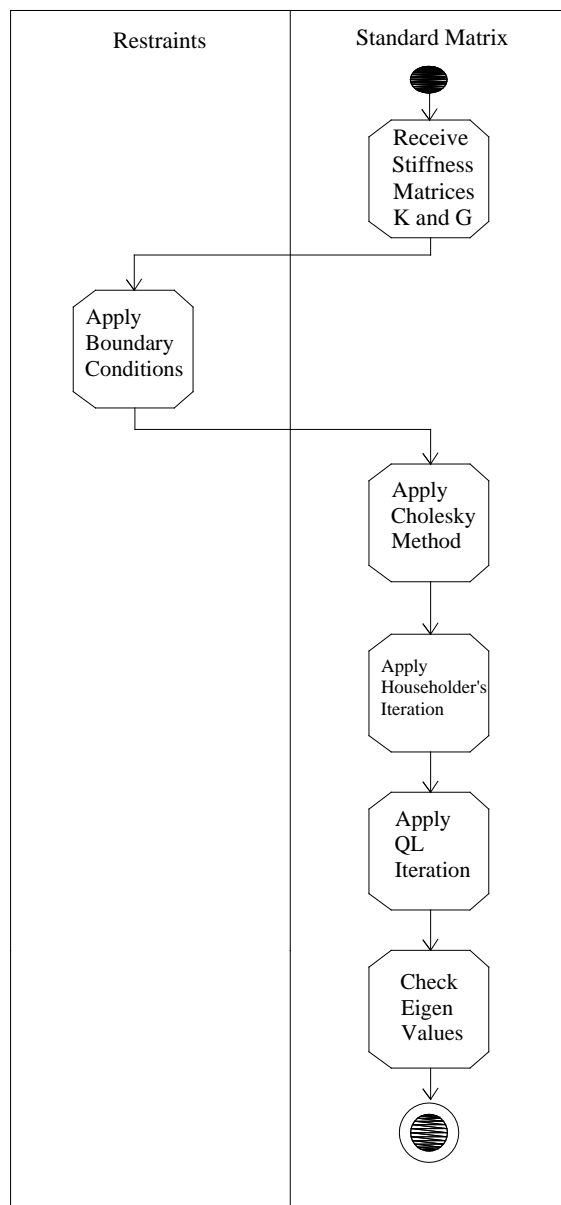 Restraints
Standard Matrix
Receive
Stiffness
Matrices
K and G
Apply
Boundary
Conditions
Apply
Cholesky
Method
Apply
Householder's
Iteration
Apply
QL
Iteration
Check
Eigen
Values